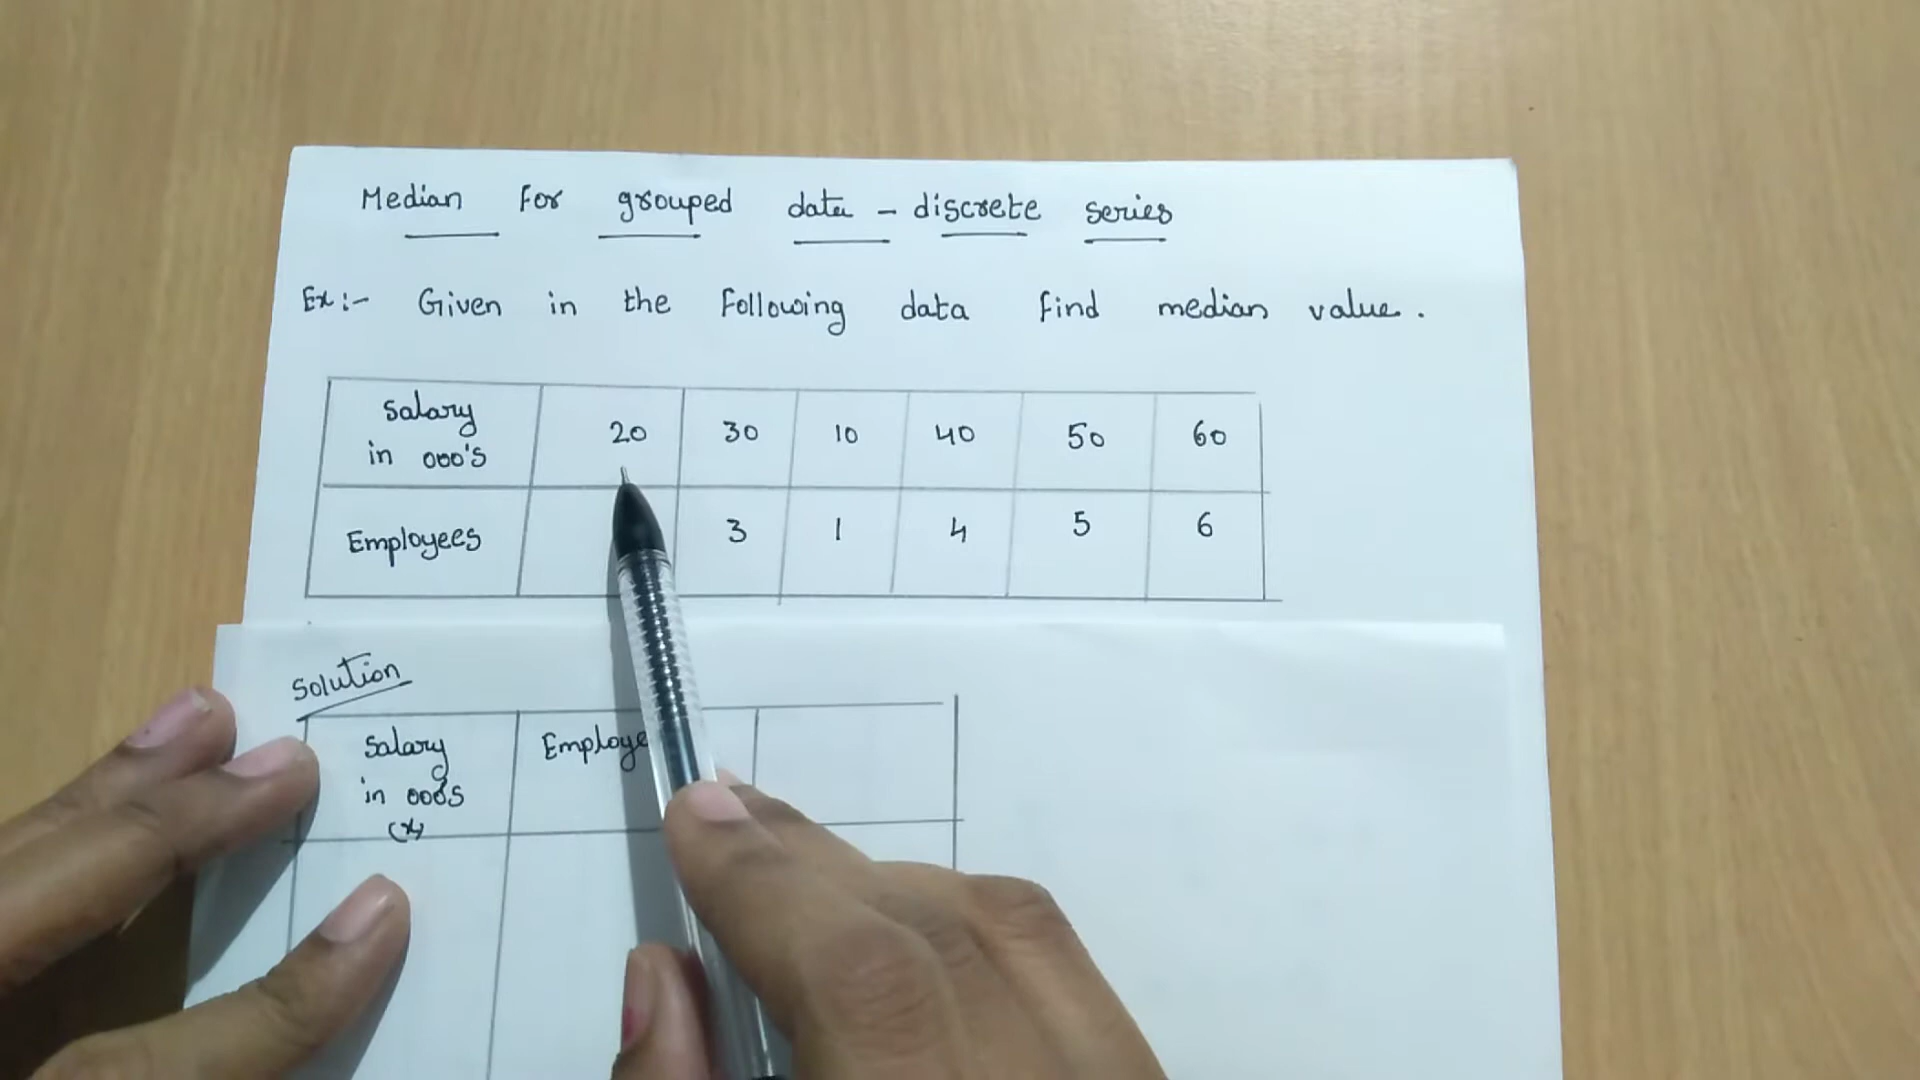 Median for grouped data - discrete series
Ex:- Given in the following data find median value.
Salary in 000's 20 30 10 40 50 60
Employees 3 1 4 5 6
Solution
Salary
in 000's
(x)